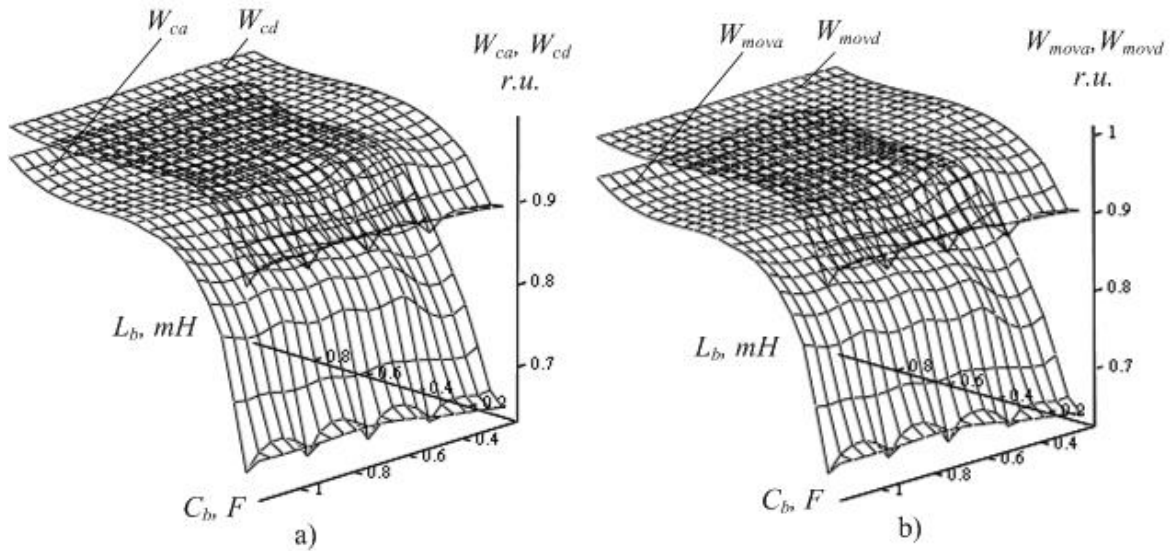 W_ca W_cd
W_ca, W_cd
r.u.
0.9
0.8
0.7
L_b, mH
0.8
0.6
0.4
0.2
0.4
0.6
0.8
1
C_b, F
a)
W_mova W_movd
W_mova, W_movd
r.u.
1
0.9
0.8
0.7
L_b, mH
0.8
0.6
0.4
0.2
0.4
0.6
0.8
1
C_b, F
b)